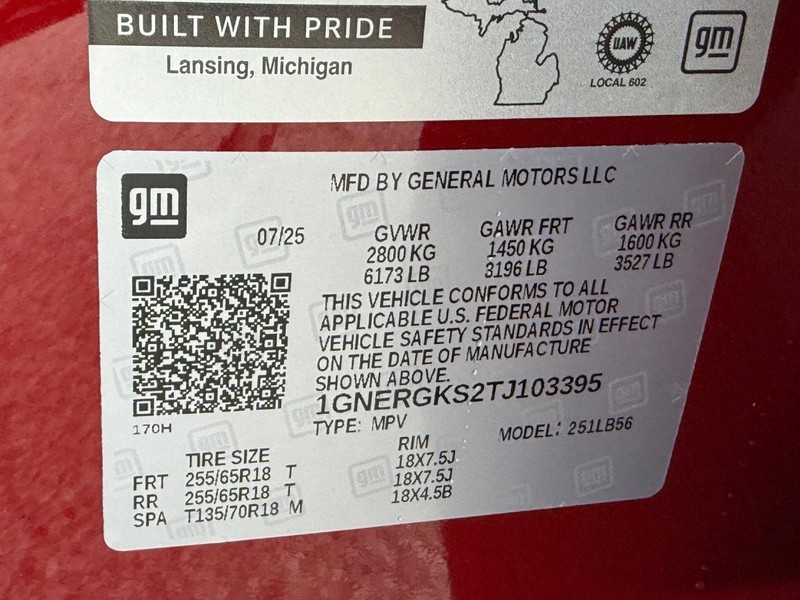 BUILT WITH PRIDE
Lansing, Michigan
UAW
LOCAL 602
gm
gm
MFD BY GENERAL MOTORS LLC
07/25
GVWR GAWR FRT GAWR RR
2800 KG 1450 KG 1600 KG
6173 LB 3196 LB 3527 LB
THIS VEHICLE CONFORMS TO ALL
APPLICABLE U.S. FEDERAL MOTOR
VEHICLE SAFETY STANDARDS IN EFFECT
ON THE DATE OF MANUFACTURE
SHOWN ABOVE.
1GNERGKS2TJ103395
170H
TYPE: MPV MODEL: 251LB56
TIRE SIZE RIM
FRT 255/65R18 T 18X7.5J
RR 255/65R18 T 18X7.5J
SPA T135/70R18 M 18X4.5B